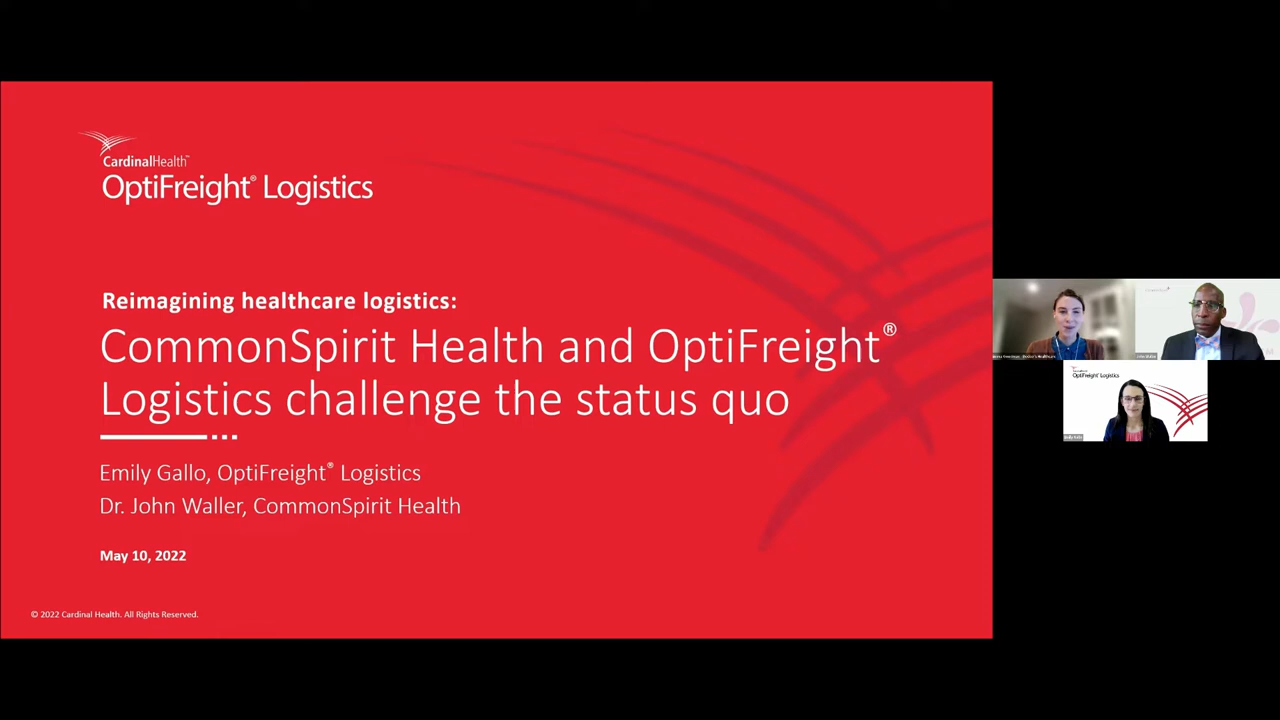 CardinalHealth™
OptiFreight® Logistics
Reimagining healthcare logistics:
CommonSpirit Health and OptiFreight®
Logistics challenge the status quo
Emily Gallo, OptiFreight® Logistics
Dr. John Waller, CommonSpirit Health
May 10, 2022
© 2022 Cardinal Health. All Rights Reserved.
OptiFreight Logistics